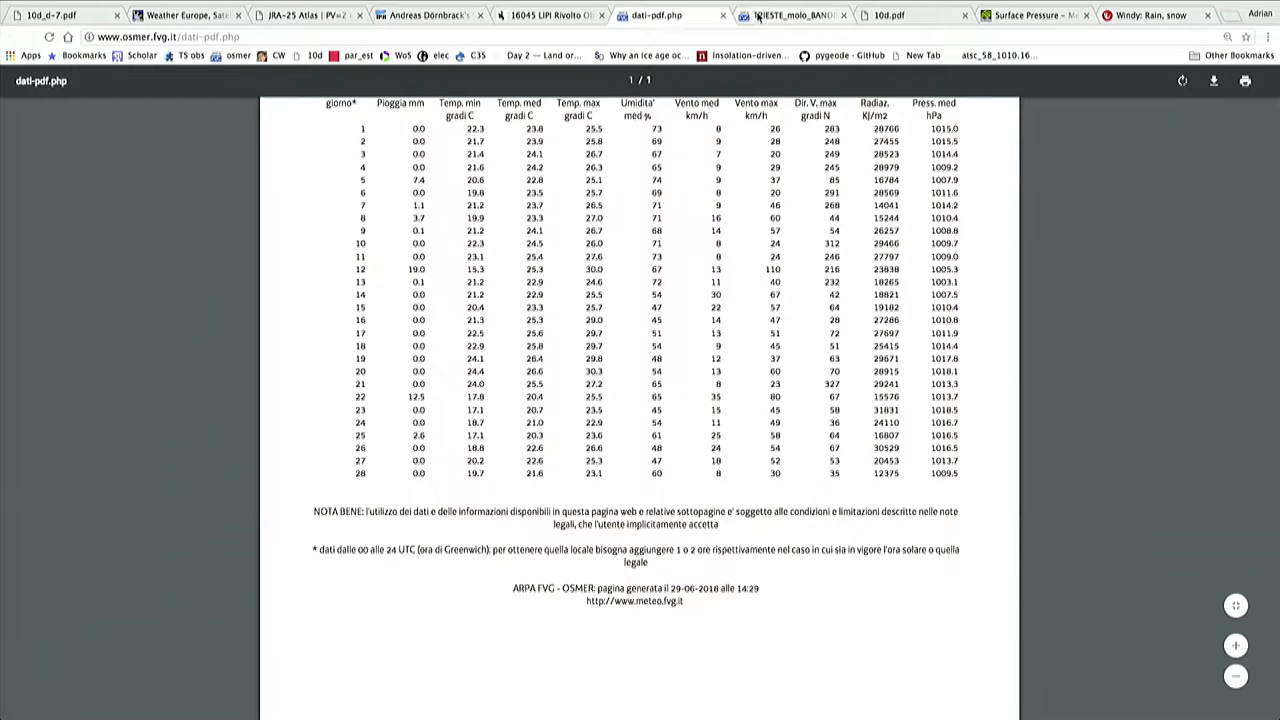 10d_d-7.pdf
Weather Europe, Sate
JRA-25 Atlas | PV=2
Andreas Dörnbrack's
16045 LIPI Rivolto O
dati-pdf.php
TRIESTE_molo_BAND
10d.pdf
Surface Pressure - M
Windy: Rain, snow
Adrian
www.osmer.fvg.it/dati-pdf.php
Apps
Bookmarks
Scholar
TS obs
osmer
CW
10d
par_est
WoS
elec
C3S
Day 2 — Land or...
Why an ice age oc...
Insolation-driven...
pygeode - GitHub
New Tab
atsc_58_1010.16...
Other Bookmarks
dati-pdf.php
1 / 1
giorno* Pioggia mm Temp. min Temp. med Temp. max Umidita' Vento med Vento max Dir. V. max Radiaz. Press. med
gradi C gradi C gradi C med % km/h km/h gradi N KJ/m2 hPa
1 0.0 22.3 23.8 25.5 73 8 26 283 28766 1015.0
2 0.0 21.7 23.9 25.8 69 9 28 248 27455 1015.5
3 0.0 21.4 24.1 26.7 67 7 20 249 28523 1014.4
4 0.0 21.6 24.2 26.3 65 9 29 245 28979 1009.2
5 7.4 20.6 22.8 25.1 74 9 37 85 16784 1007.9
6 0.0 19.8 23.5 25.7 69 8 20 291 28569 1011.6
7 1.1 21.2 23.7 26.5 71 9 46 268 14041 1014.2
8 3.7 19.9 23.3 27.0 71 16 60 44 15244 1010.4
9 0.1 21.2 24.1 26.7 68 14 57 54 26257 1008.8
10 0.0 22.3 24.5 26.0 71 8 24 312 29466 1009.7
11 0.0 23.1 25.4 27.6 73 8 24 246 27797 1009.0
12 19.0 15.3 25.3 30.0 67 13 110 216 23838 1005.3
13 0.1 21.2 22.9 24.6 72 11 40 232 18265 1003.1
14 0.0 21.2 22.9 25.5 54 30 67 42 18821 1007.5
15 0.0 20.4 23.3 25.7 47 22 57 64 19182 1010.4
16 0.0 21.3 25.3 29.0 45 14 47 28 27286 1010.8
17 0.0 22.5 25.6 29.7 51 13 51 72 27697 1011.9
18 0.0 22.9 25.8 29.7 54 9 45 51 25415 1014.4
19 0.0 24.1 26.4 29.8 48 12 37 63 29671 1017.8
20 0.0 24.4 26.6 30.3 54 13 60 70 28915 1018.1
21 0.0 24.0 25.5 27.2 65 8 23 327 29241 1013.3
22 12.5 17.8 20.4 25.5 65 35 80 67 15576 1013.7
23 0.0 17.1 20.7 23.5 45 15 45 58 31831 1018.5
24 0.0 18.7 21.0 22.9 54 11 49 36 24110 1016.7
25 2.6 17.1 20.3 23.6 61 25 58 64 16807 1016.5
26 0.0 18.8 22.6 26.6 48 24 54 67 30529 1016.5
27 0.0 20.2 22.6 25.3 47 18 52 53 20453 1013.7
28 0.0 19.7 21.6 23.1 60 8 30 35 12375 1009.5
NOTA BENE: l'utilizzo dei dati e delle informazioni disponibili in questa pagina web e relative sottopagine e' soggetto alle condizioni e limitazioni descritte nelle note
legali, che l'utente implicitamente accetta
* dati dalle 00 alle 24 UTC (ora di Greenwich): per ottenere quella locale bisogna aggiungere 1 o 2 ore rispettivamente nel caso in cui sia in vigore l'ora solare o quella
legale
ARPA FVG - OSMER: pagina generata il 29-06-2018 alle 14:29
http://www.meteo.fvg.it